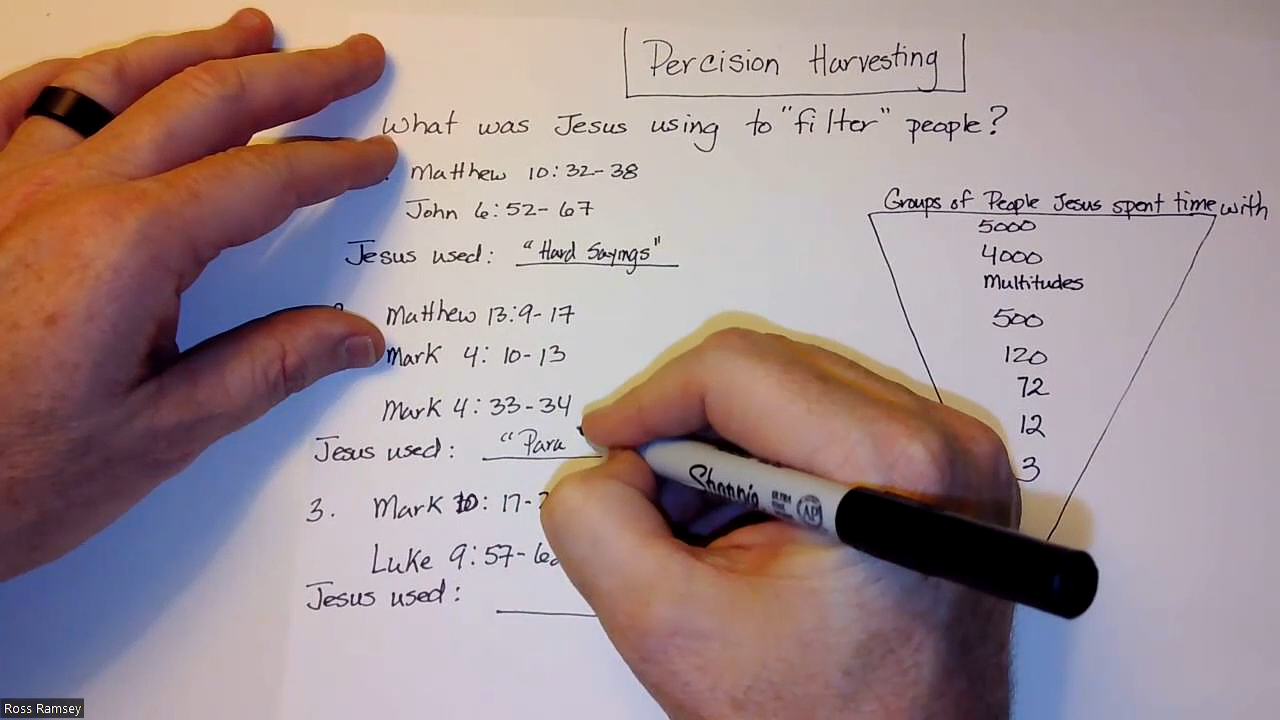 Percision Harvesting
What was Jesus using to "filter" people?
Matthew 10:32-38
John 6:52-67
Jesus used: "Hard Sayings"
Matthew 13:9-17
Mark 4:10-13
Mark 4:33-34
Jesus used: "Para
3. Mark 10:17-
Luke 9:57-62
Jesus used:
Groups of People Jesus spent time with
5000
4000
Multitudes
500
120
72
12
3
Sharpie
AP
Ross Ramsey